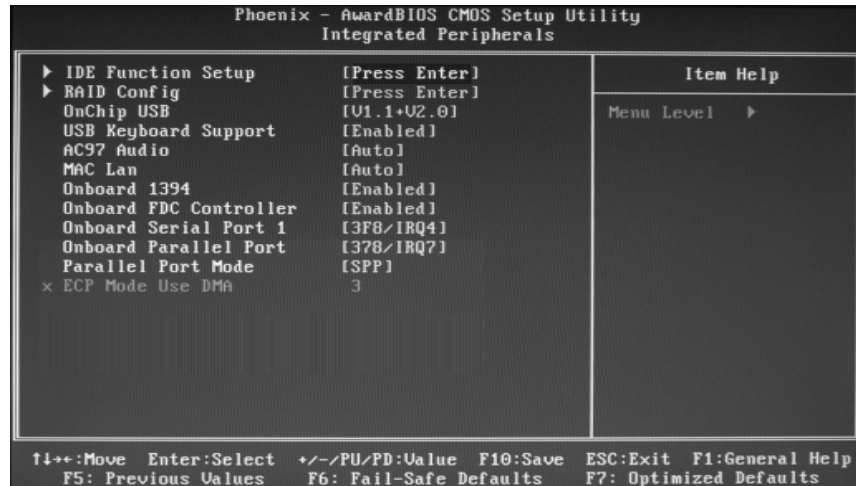 Phoenix - AwardBIOS CMOS Setup Utility
Integrated Peripherals
▶ IDE Function Setup [Press Enter]
▶ RAID Config [Press Enter]
OnChip USB [V1.1+V2.0]
USB Keyboard Support [Enabled]
AC97 Audio [Auto]
MAC Lan [Auto]
Onboard 1394 [Enabled]
Onboard FDC Controller [Enabled]
Onboard Serial Port 1 [3F8/IRQ4]
Onboard Parallel Port [378/IRQ7]
Parallel Port Mode [SPP]
x ECP Mode Use DMA 3
Item Help
Menu Level ▶
↑↓→←:Move Enter:Select +/-/PU/PD:Value F10:Save ESC:Exit F1:General Help
F5: Previous Values F6: Fail-Safe Defaults F7: Optimized Defaults